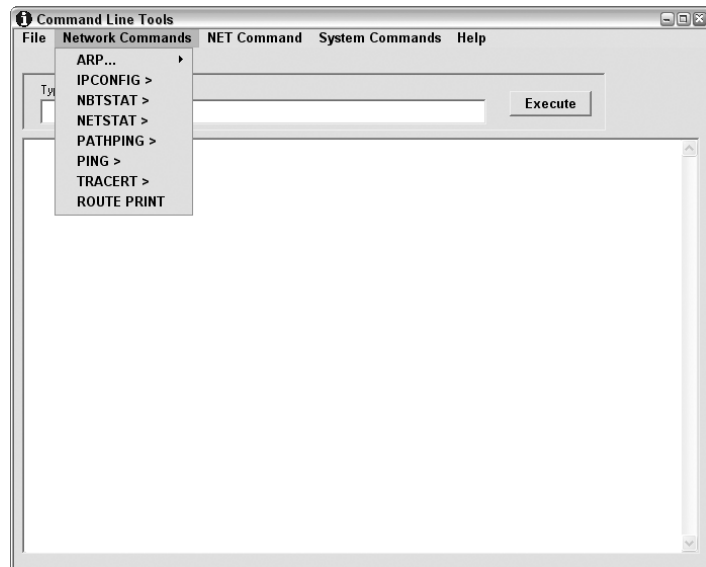 Command Line Tools
File Network Commands NET Command System Commands Help
ARP...
IPCONFIG >
NBTSTAT >
NETSTAT >
PATHPING >
PING >
TRACERT >
ROUTE PRINT
Execute